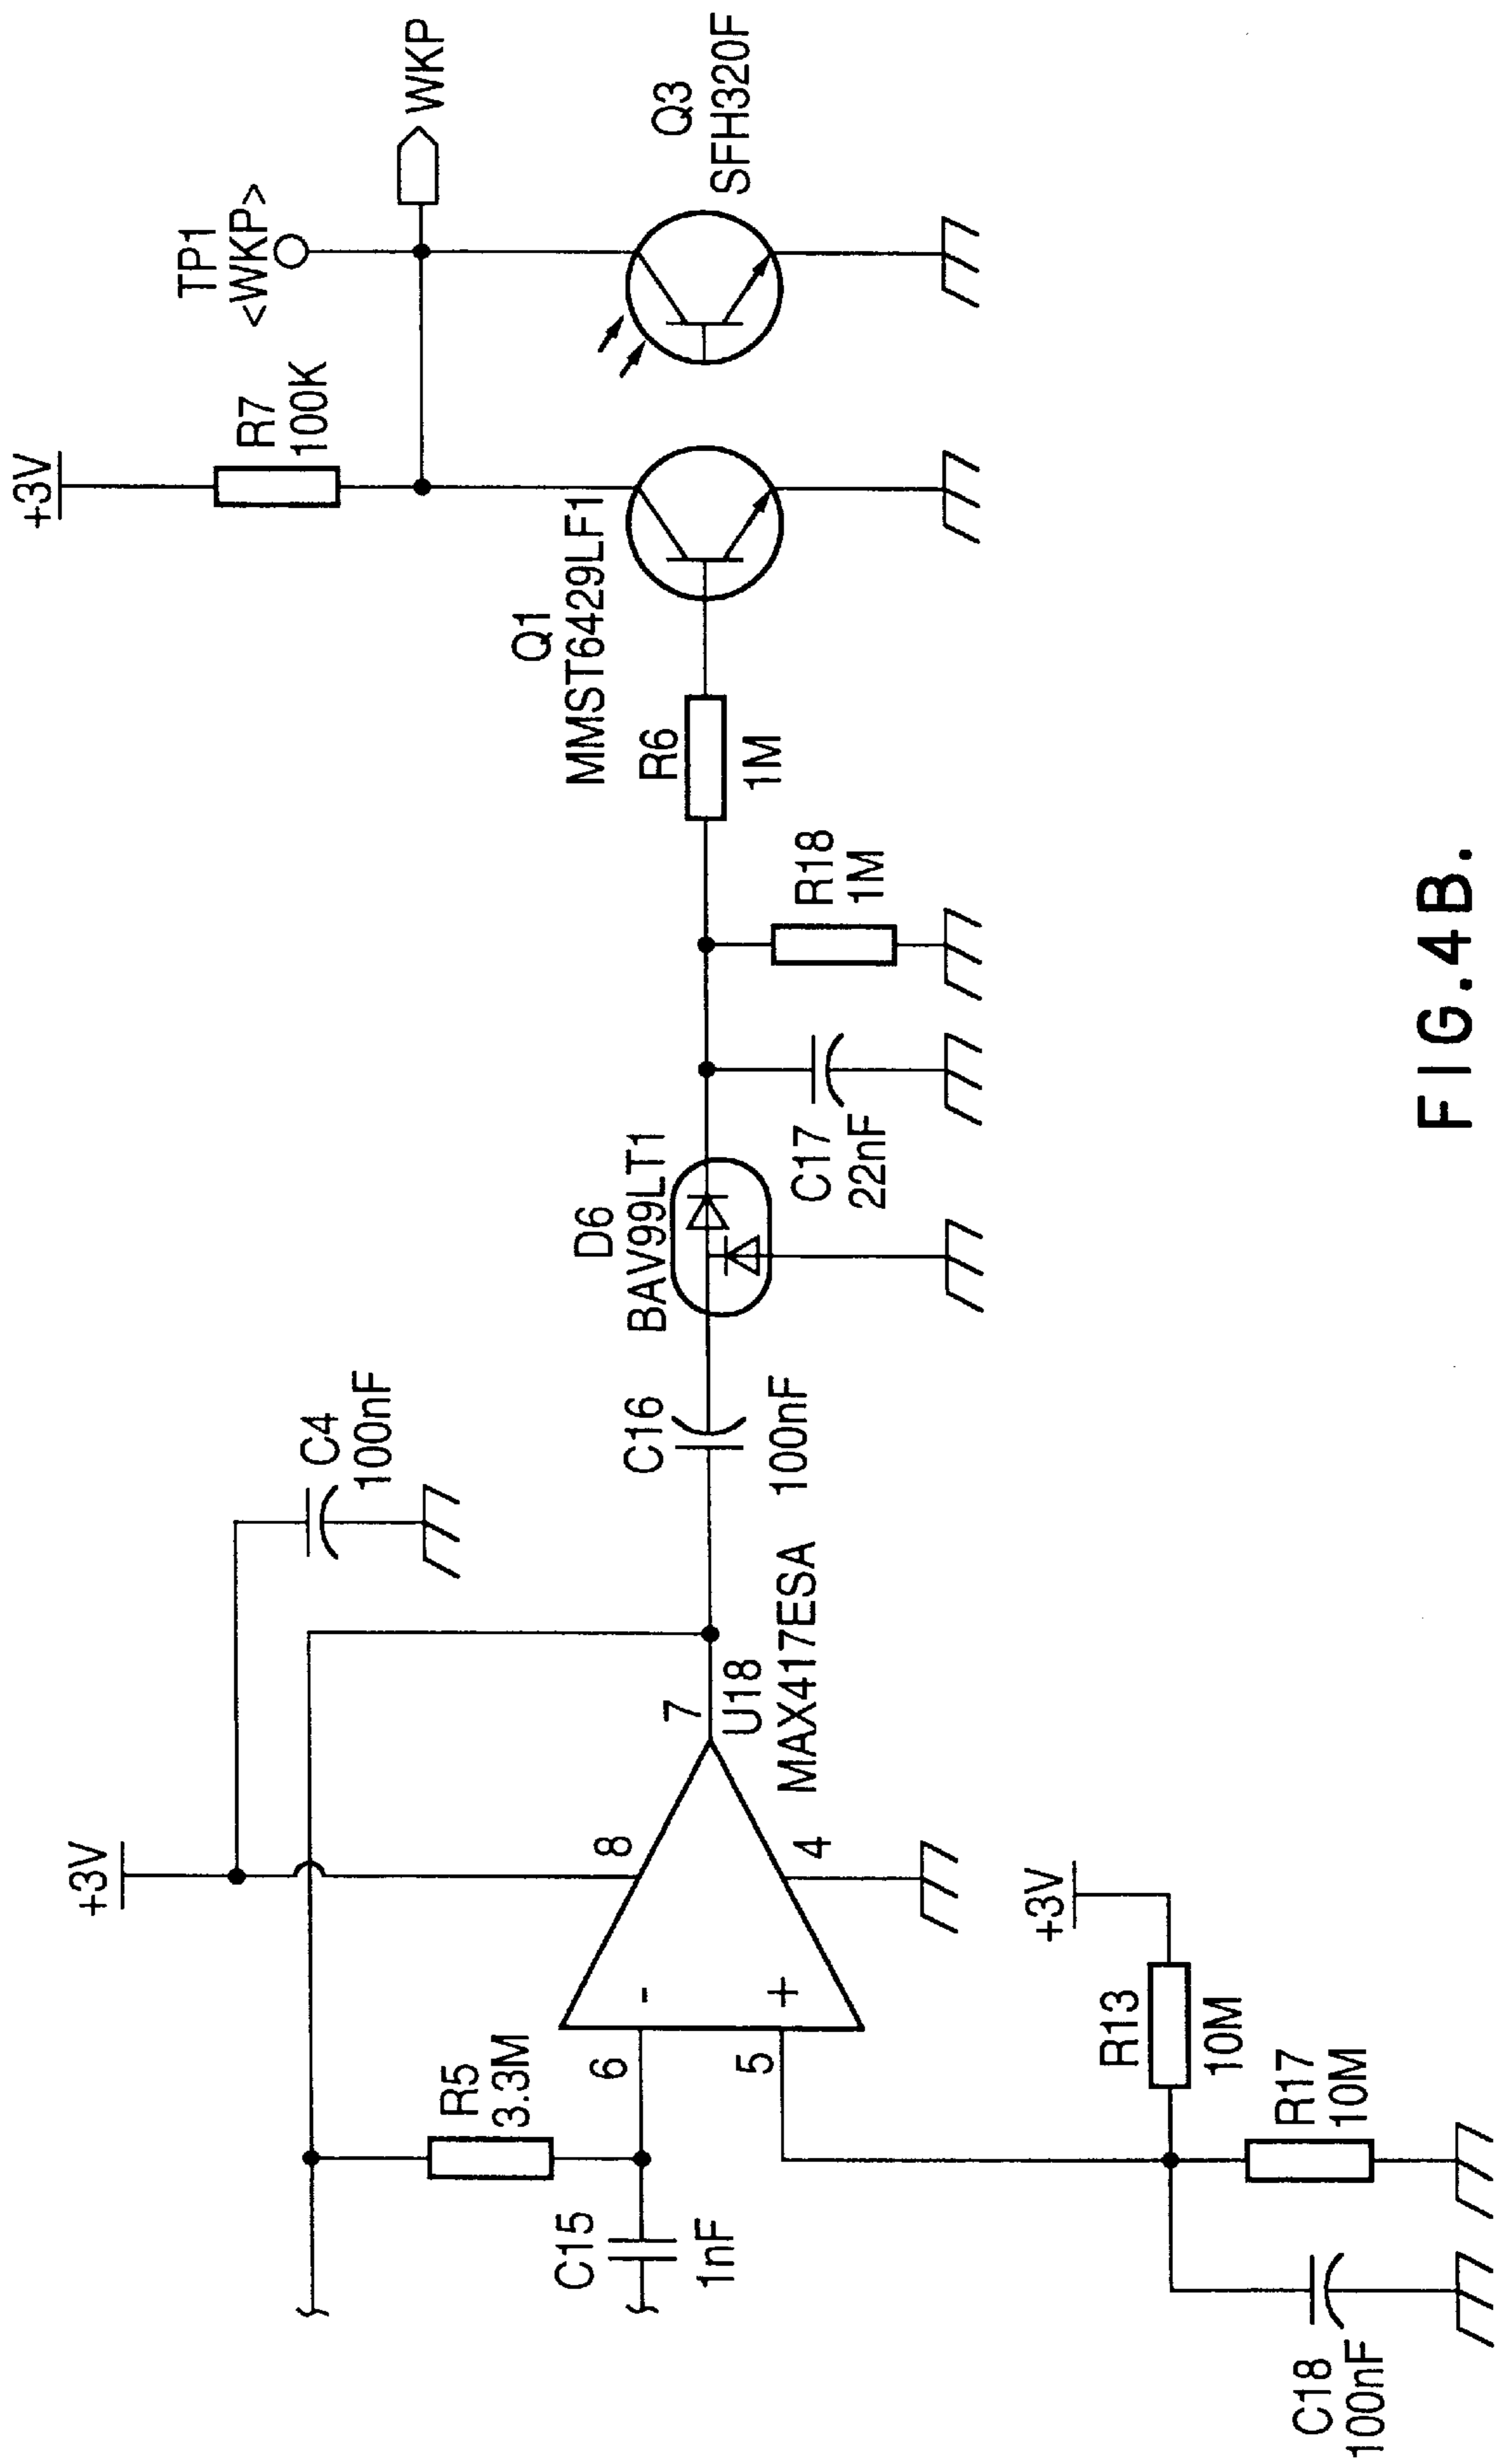 +3V
R7
100K
TP1
<WKP>
WKP
Q1
MMST6429LF1
Q3
SFH320F
R6
1M
R18
1M
D6
BAV99LT1
C17
22nF
C4
100nF
C16
100nF
+3V
8
7
U18
MAX417ESA
4
-
+
6
5
R5
3.3M
C15
1nF
+3V
R13
10M
R17
10M
C18
100nF
FIG.4B.